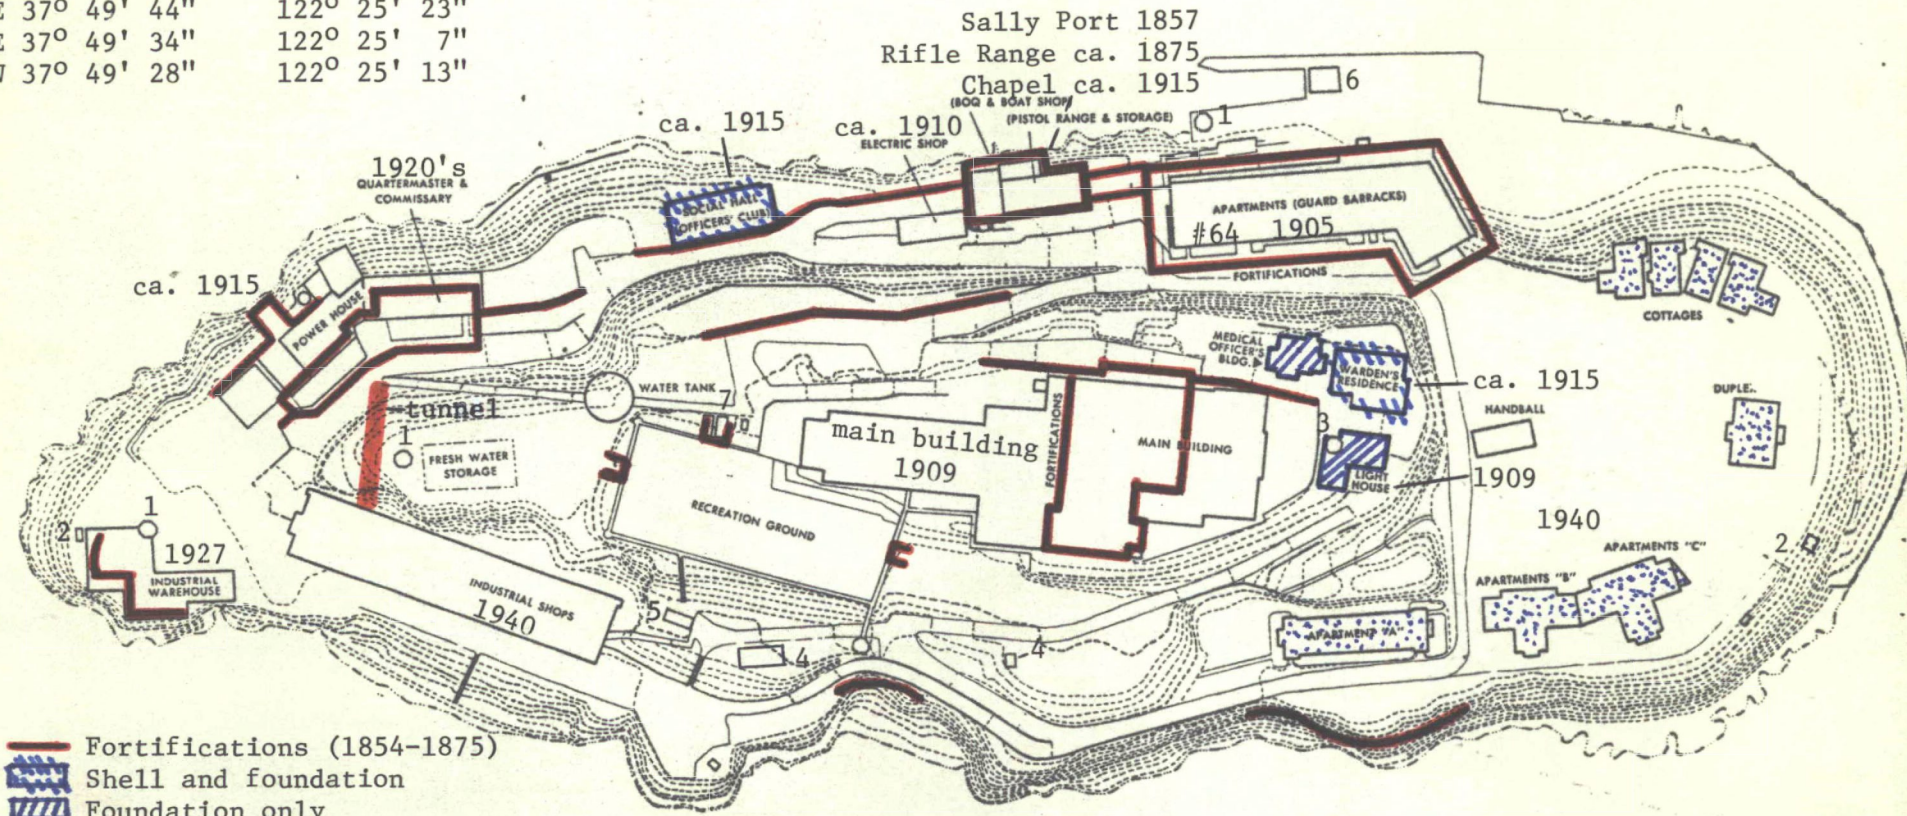 E 37° 49' 44" 122° 25' 23"
E 37° 49' 34" 122° 25' 7"
W 37° 49' 28" 122° 25' 13"
Sally Port 1857
Rifle Range ca. 1875
Chapel ca. 1915
(BOQ & BOAT SHOP)
(PISTOL RANGE & STORAGE)
6
1
ca. 1915
ca. 1910
ELECTRIC SHOP
1920's
QUARTERMASTER &
COMMISSARY
SOCIAL HALL
(OFFICERS' CLUB)
APARTMENTS (GUARD BARRACKS)
#64 1905
FORTIFICATIONS
ca. 1915
POWER HOUSE
COTTAGES
MEDICAL
OFFICER'S
BLDG.
WARDEN'S
RESIDENCE
ca. 1915
WATER TANK
tunnel
7
1
FRESH WATER
STORAGE
main building
1909
FORTIFICATIONS
MAIN BUILDING
3
LIGHT
HOUSE
1909
HANDBALL
DUPLE
RECREATION GROUND
1940
2
1
1927
INDUSTRIAL
WAREHOUSE
INDUSTRIAL SHOPS
1940
5
4
4
APARTMENT "A"
APARTMENTS "B"
APARTMENTS "C"
2
Fortifications (1854-1875)
Shell and foundation
Foundation only